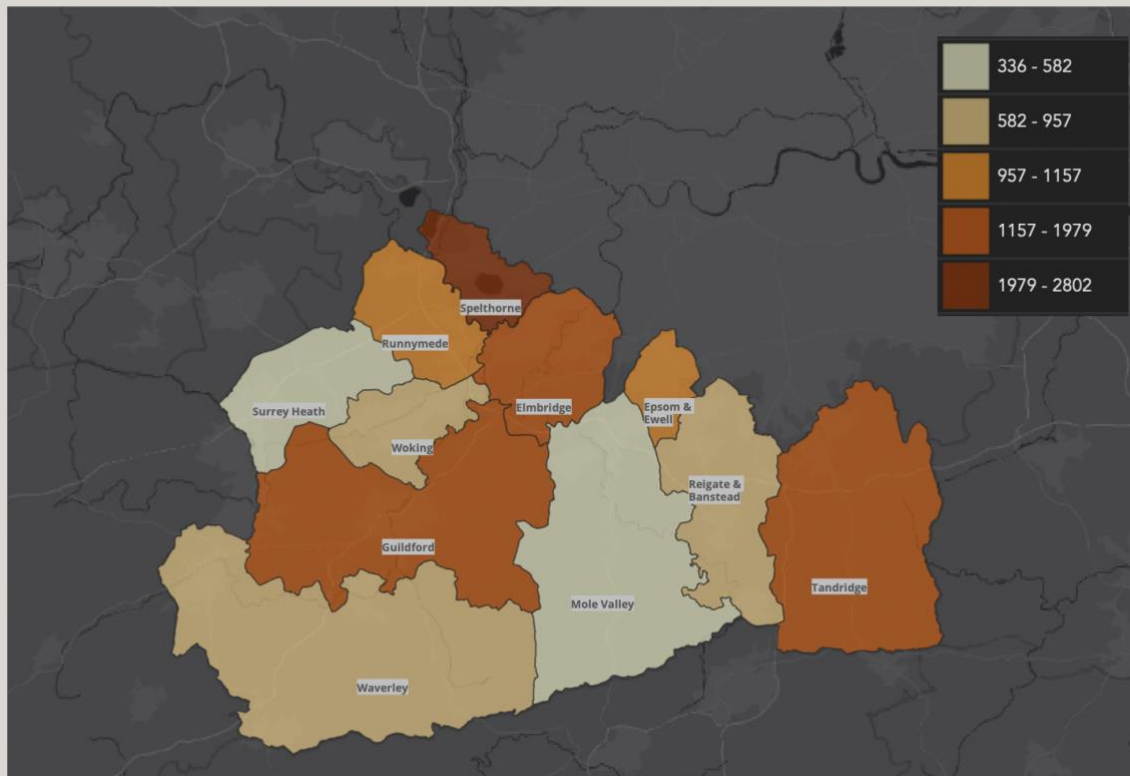 336 - 582
582 - 957
957 - 1157
1157 - 1979
1979 - 2802
Spelthorne
Runnymede
Surrey Heath
Elmbridge
Epsom &
Ewell
Woking
Reigate &
Banstead
Guildford
Tandridge
Mole Valley
Waverley